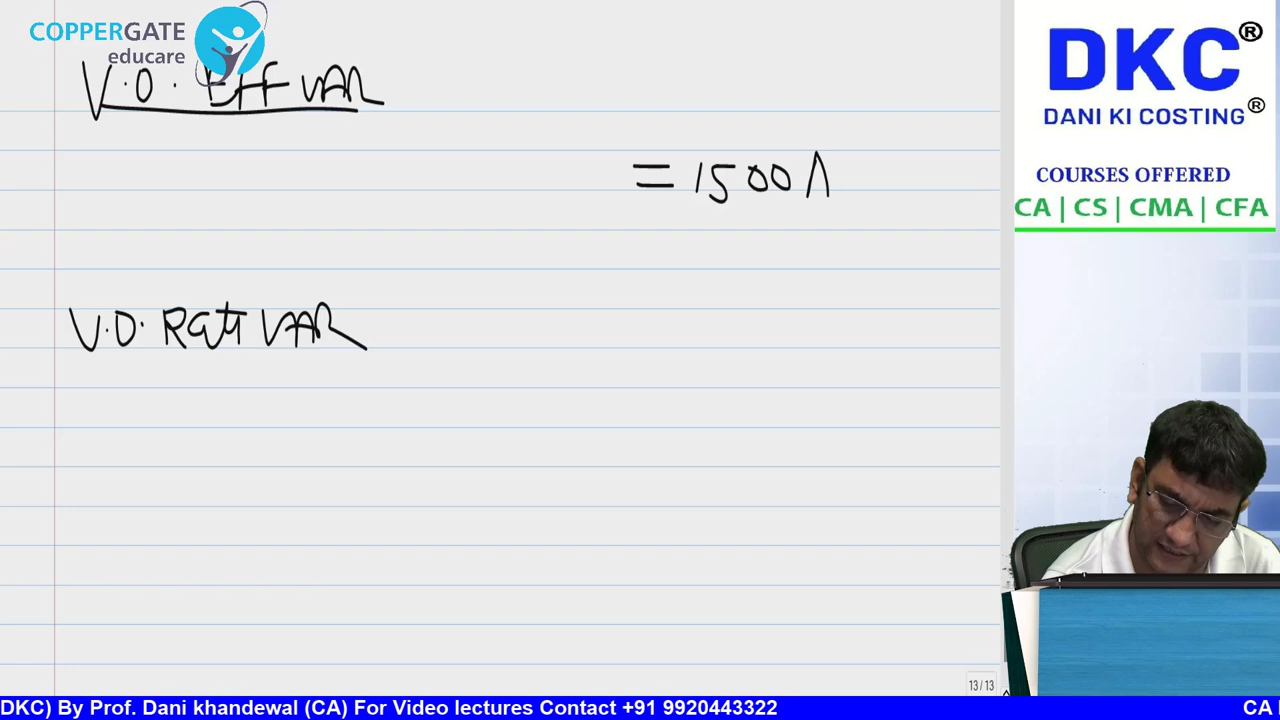 COPPERGATE
educare
V.O. Eff VAR
= 1500 A
V.O. Rate VAR
13/13
DKC®
DANI KI COSTING®
COURSES OFFERED
CA | CS | CMA | CFA
DKC) By Prof. Dani khandewal (CA) For Video lectures Contact +91 9920443322
CA